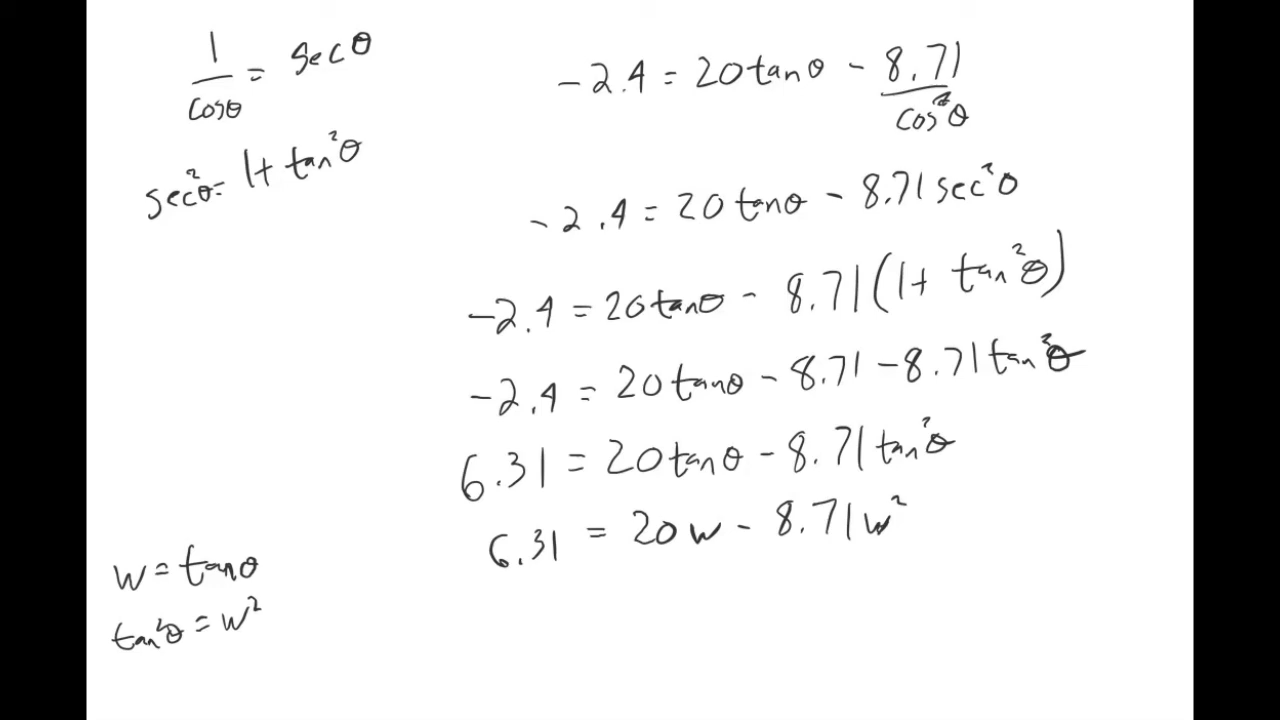 1/cosθ = secθ
sec²θ = 1 + tan²θ
-2.4 = 20tanθ - 8.71/cos²θ
-2.4 = 20tanθ - 8.71sec²θ
-2.4 = 20tanθ - 8.71(1 + tan²θ)
-2.4 = 20tanθ - 8.71 - 8.71tan²θ
6.31 = 20tanθ - 8.71tan²θ
6.31 = 20w - 8.71w²
w = tanθ
tan²θ = w²